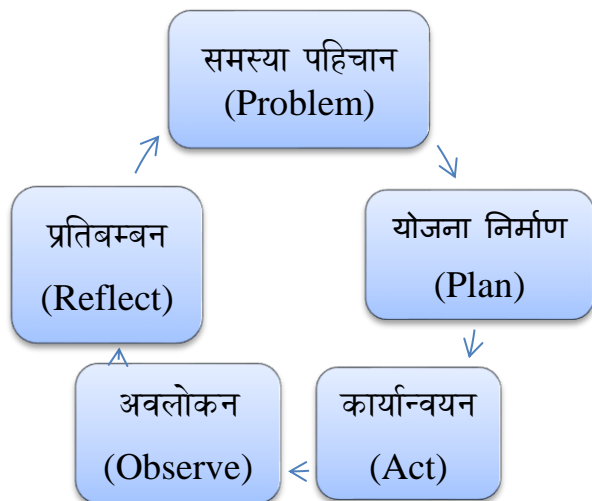 समस्या पहिचान
(Problem)
योजना निर्माण
(Plan)
कार्यान्वयन
(Act)
अवलोकन
(Observe)
प्रतिबम्बन
(Reflect)